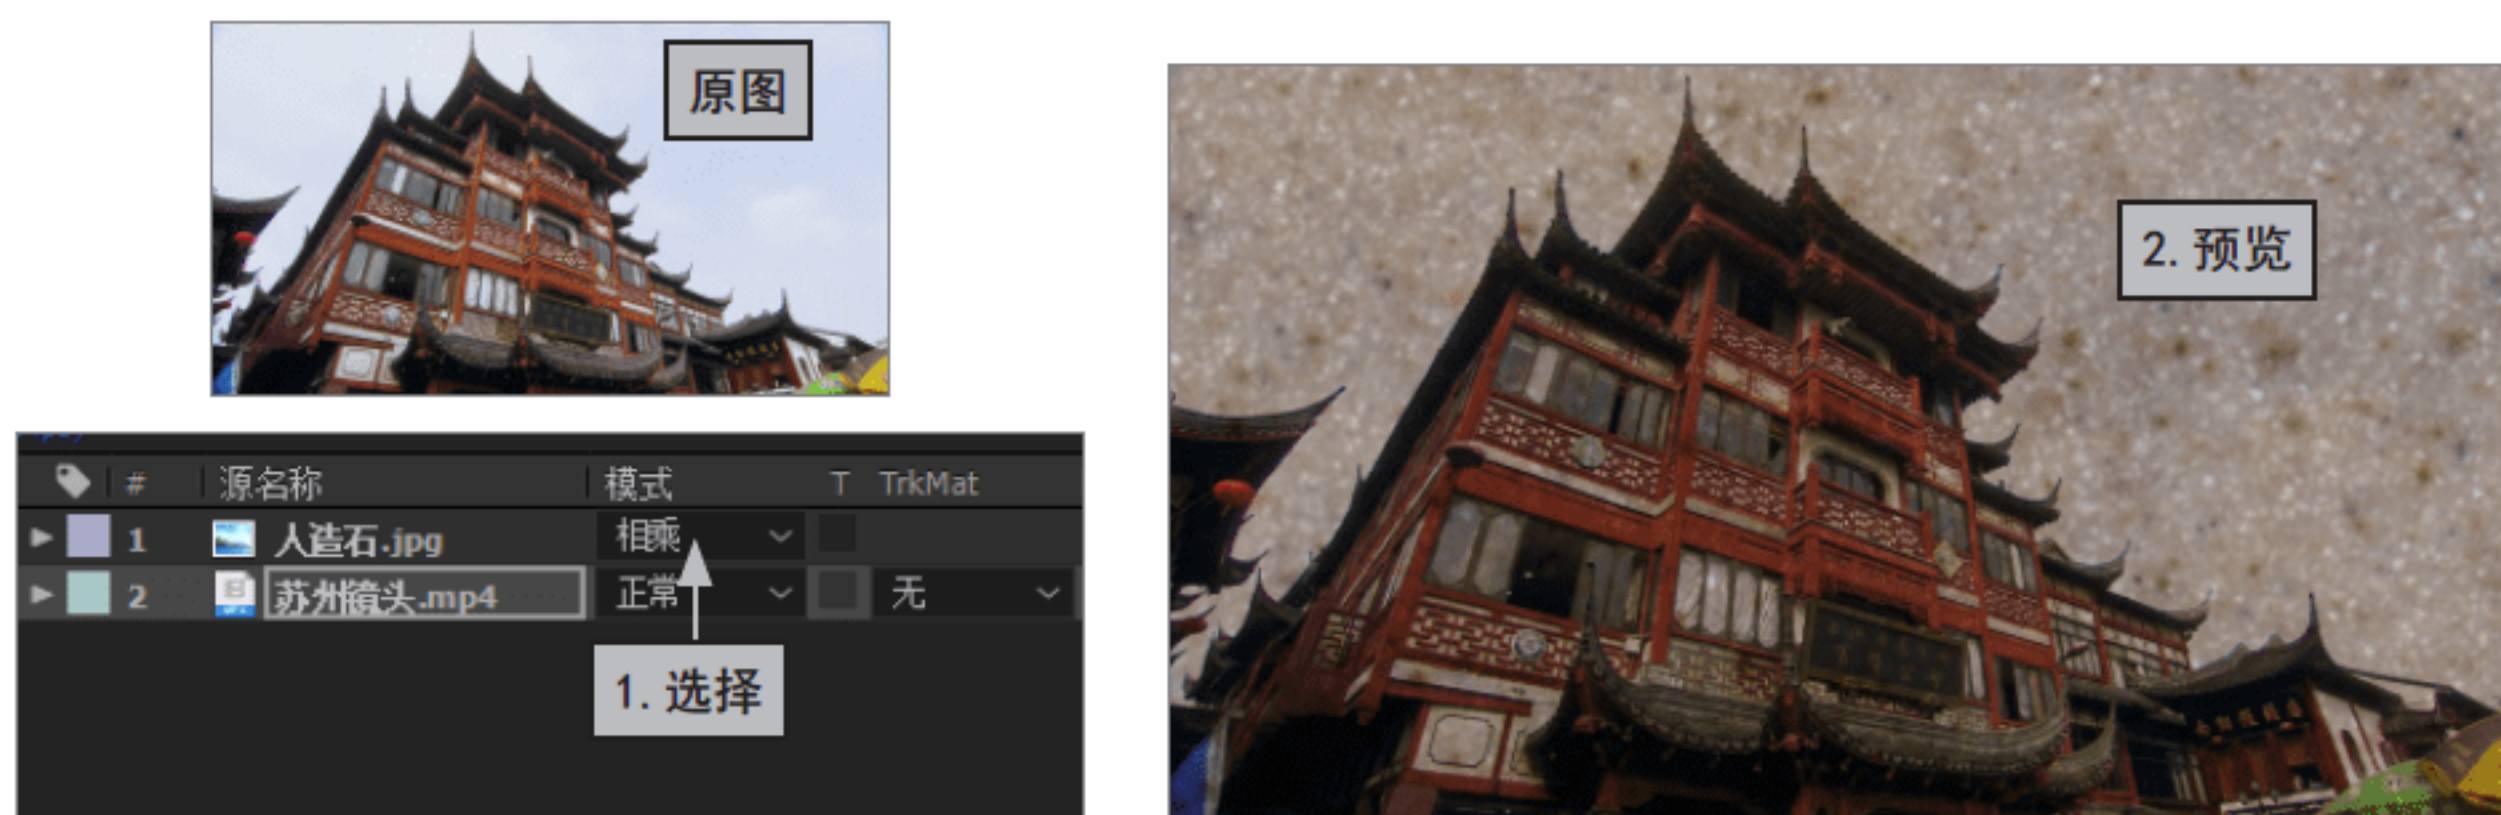 原图
# 源名称 模式 T TrkMat
1 人造石.jpg 相乘
2 苏州镜头.mp4 正常 无
1. 选择
2. 预览